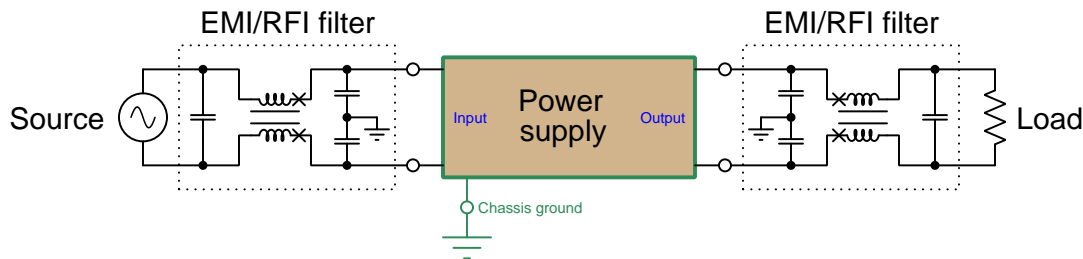 EMI/RFI filter
EMI/RFI filter
Source
Input
Power
supply
Output
Load
Chassis ground